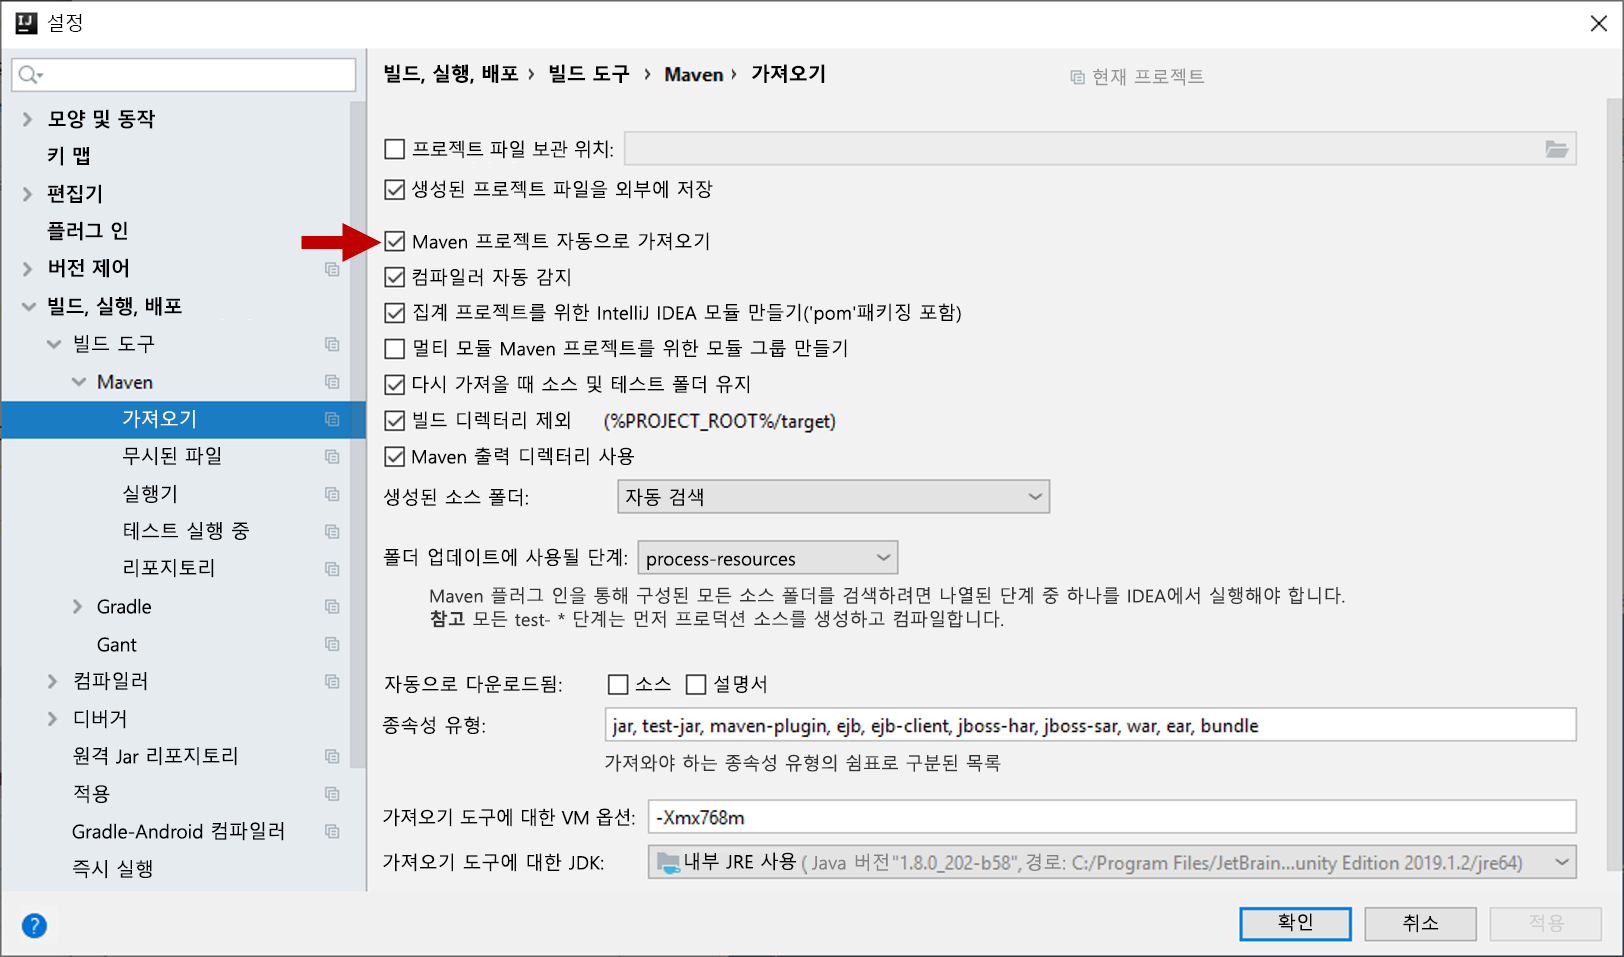 설정
모양 및 동작
키 맵
편집기
플러그 인
버전 제어
빌드, 실행, 배포
빌드 도구
Maven
가져오기
무시된 파일
실행기
테스트 실행 중
리포지토리
Gradle
Gant
컴파일러
디버거
원격 Jar 리포지토리
적용
Gradle-Android 컴파일러
즉시 실행
빌드, 실행, 배포 › 빌드 도구 › Maven › 가져오기
현재 프로젝트
프로젝트 파일 보관 위치:
생성된 프로젝트 파일을 외부에 저장
Maven 프로젝트 자동으로 가져오기
컴파일러 자동 감지
집계 프로젝트를 위한 IntelliJ IDEA 모듈 만들기('pom'패키징 포함)
멀티 모듈 Maven 프로젝트를 위한 모듈 그룹 만들기
다시 가져올 때 소스 및 테스트 폴더 유지
빌드 디렉터리 제외 (%PROJECT_ROOT%/target)
Maven 출력 디렉터리 사용
생성된 소스 폴더: 자동 검색
폴더 업데이트에 사용될 단계: process-resources
Maven 플러그 인을 통해 구성된 모든 소스 폴더를 검색하려면 나열된 단계 중 하나를 IDEA에서 실행해야 합니다.
참고 모든 test- * 단계는 먼저 프로덕션 소스를 생성하고 컴파일합니다.
자동으로 다운로드됨: 소스 설명서
종속성 유형: jar, test-jar, maven-plugin, ejb, ejb-client, jboss-har, jboss-sar, war, ear, bundle
가져와야 하는 종속성 유형의 쉼표로 구분된 목록
가져오기 도구에 대한 VM 옵션: -Xmx768m
가져오기 도구에 대한 JDK: 내부 JRE 사용 ( Java 버전"1.8.0_202-b58", 경로: C:/Program Files/JetBrain...unity Edition 2019.1.2/jre64)
? 확인 취소 적용